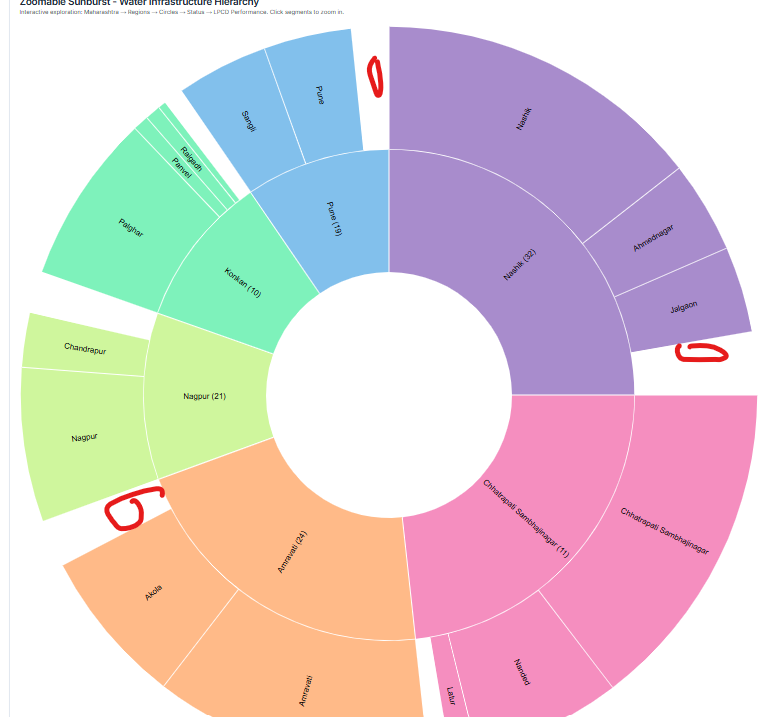 Zoomable Sunburst - Water Infrastructure Hierarchy
Interactive exploration: Maharashtra → Regions → Circles → Status → LPCD Performance. Click segments to zoom in.
Nashik
Ahmednagar
Jalgaon
Nashik (32)
Pune
Sangli
Pune (19)
Raigadh
Panvel
Palghar
Konkan (10)
Chandrapur
Nagpur
Nagpur (21)
Akola
Amravati
Amravati (24)
Chhatrapati Sambhajinagar (11)
Chhatrapati Sambhajinagar
Nanded
Latur